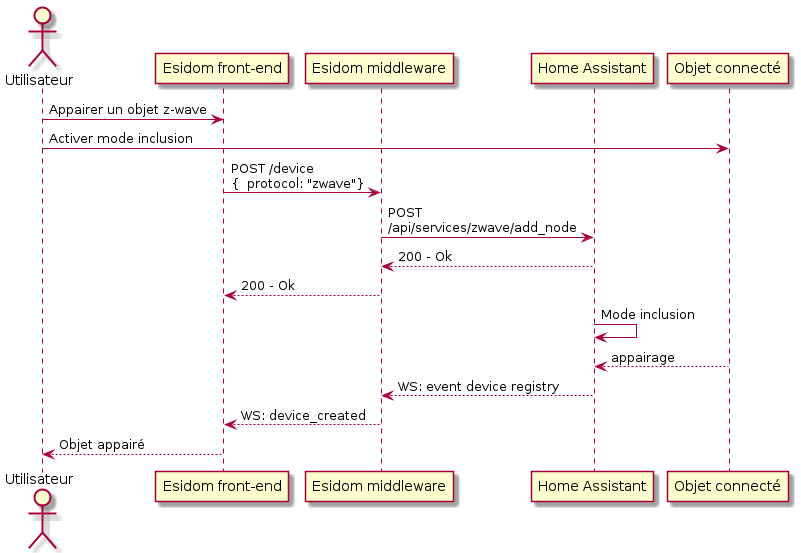 Utilisateur
Esidom front-end
Esidom middleware
Home Assistant
Objet connecté
Appairer un objet z-wave
Activer mode inclusion
POST /device
{  protocol: "zwave"}
POST
/api/services/zwave/add_node
200 - Ok
200 - Ok
Mode inclusion
appairage
WS: event device registry
WS: device_created
Objet appairé
Utilisateur
Esidom front-end
Esidom middleware
Home Assistant
Objet connecté